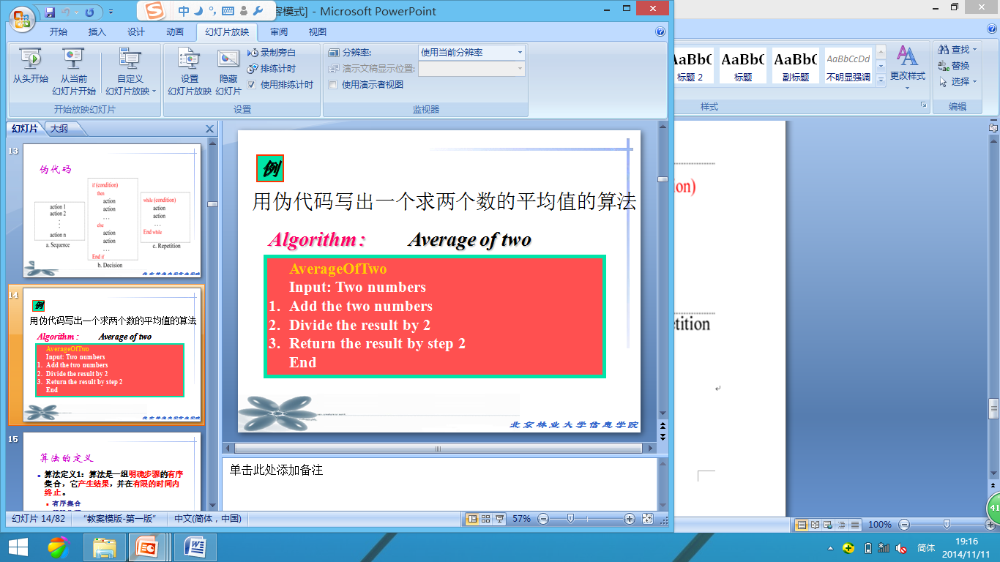 容模式] - Microsoft PowerPoint
开始 插入 设计 动画 幻灯片放映 审阅 视图
从头开始
从当前
幻灯片开始
自定义
幻灯片放映
开始放映幻灯片
设置
幻灯片放映
隐藏
幻灯片
录制旁白
排练计时
使用排练计时
设置
分辨率:
使用当前分辨率
演示文稿显示位置:
使用演示者视图
监视器
AaBbC
标题 2
AaBbC
标题
AaBbC
副标题
AaBbCcDd
不明显强调
更改样式
样式
查找
替换
选择
编辑
幻灯片 大纲
13
伪代码
action 1
action 2
action n
a. Sequence
if (condition)
then
action
action
…
else
action
action
…
End if
b. Decision
while (condition)
action
action
…
End while
c. Repetition
北京林业大学信息学院
14
例
用伪代码写出一个求两个数的平均值的算法
Algorithm : Average of two
AverageOfTwo
Input: Two numbers
1. Add the two numbers
2. Divide the result by 2
3. Return the result by step 2
End
北京林业大学信息学院
15
算法的定义
算法定义1：算法是一组明确步骤的有序
集合，它产生结果，并在有限的时间内
终止。
有序集合
例
用伪代码写出一个求两个数的平均值的算法
Algorithm : Average of two
AverageOfTwo
Input: Two numbers
1. Add the two numbers
2. Divide the result by 2
3. Return the result by step 2
End
北京林业大学信息学院
单击此处添加备注
ion)
etition
幻灯片 14/82
"教案模版-第一版"
中文(简体，中国)
57%
100%
41
简体
19:16
2014/11/11